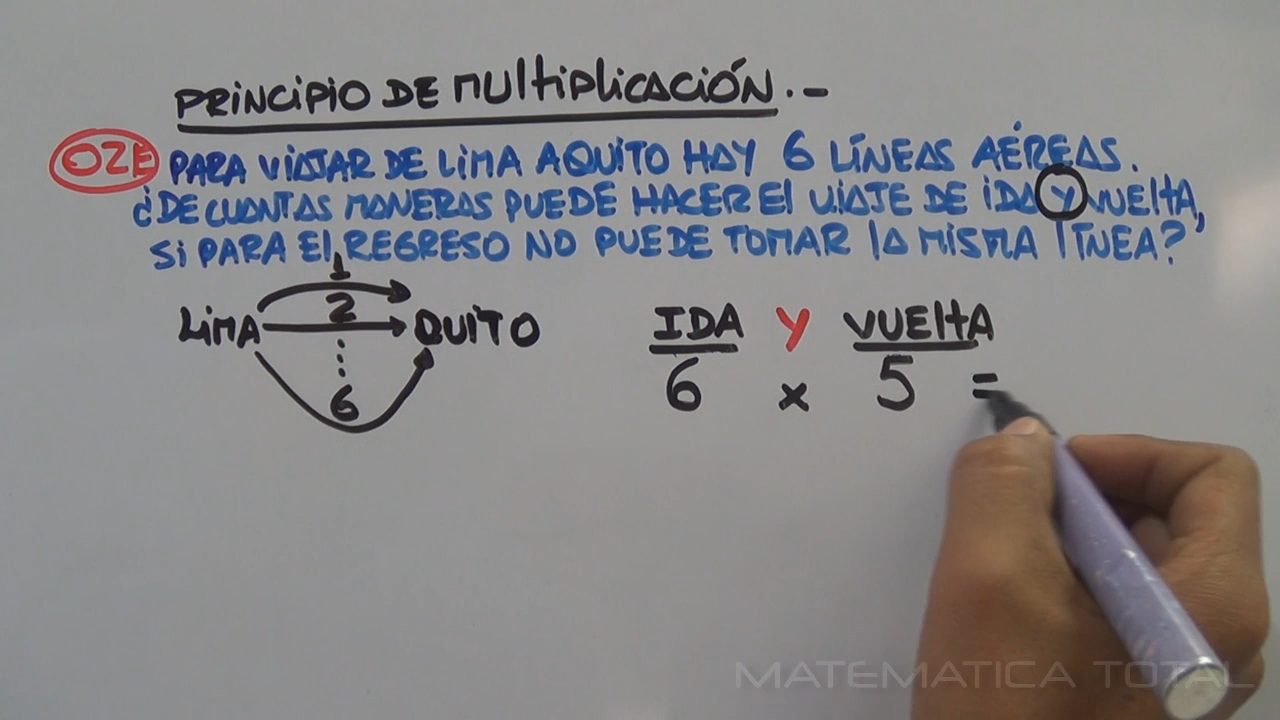 PRINCIPIO DE MULTIPLICACIÓN.-
OZE PARA VIAJAR DE LIMA A QUITO HAY 6 LÍNEAS AÉREAS.
¿DE CUANTAS MANERAS PUEDE HACER El VIAJE DE IDA Y VUELTA,
SI PARA El REGRESO NO PUEDE TOMAR lA MISMA lÍNEA?
1
2
LIMA QUITO
6
IDA Y VUELTA
6 x 5 =
MATEMATICA TOTAL